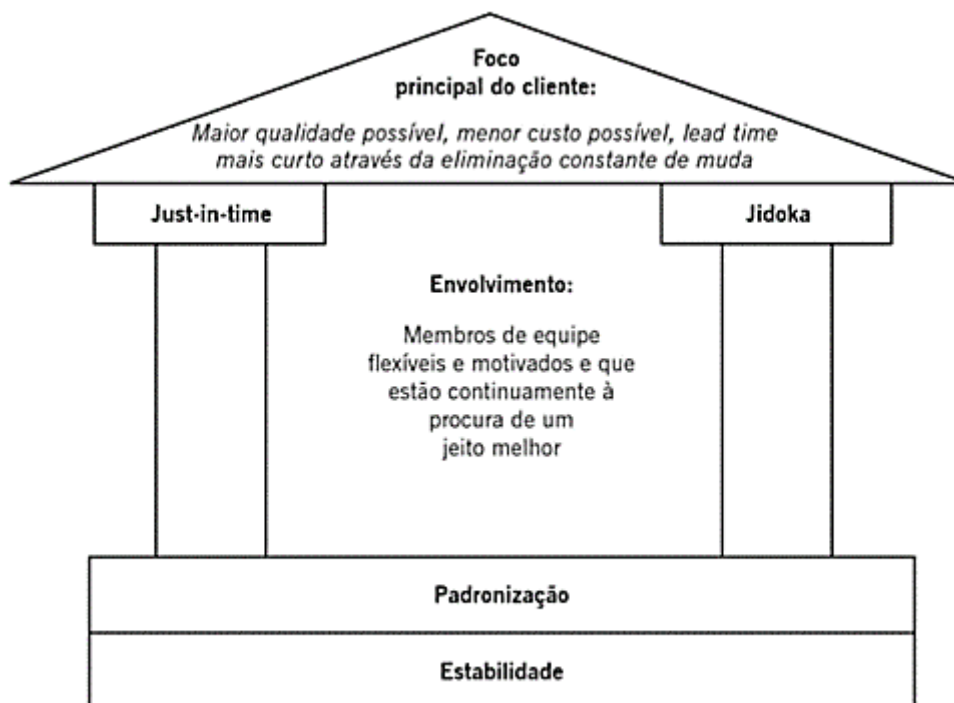 Foco
principal do cliente:
Maior qualidade possível, menor custo possível, lead time
mais curto através da eliminação constante de muda
Just-in-time
Jidoka
Envolvimento:
Membros de equipe
flexíveis e motivados e que
estão continuamente à
procura de um
jeito melhor
Padronização
Estabilidade